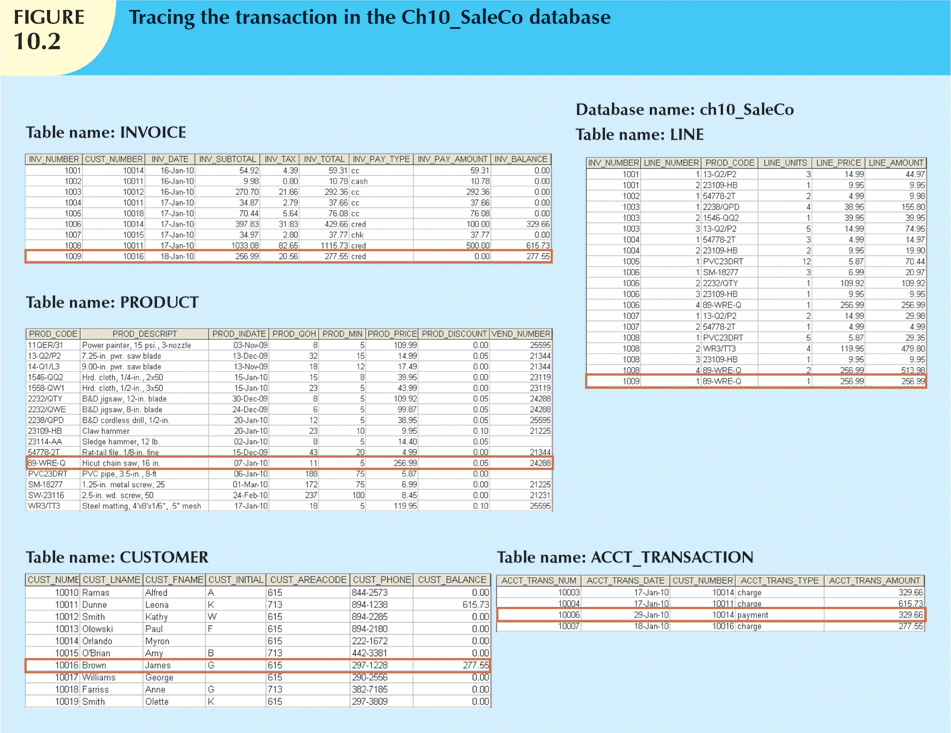 FIGURE
10.2
Tracing the transaction in the Ch10_SaleCo database
Database name: ch10_SaleCo
Table name: INVOICE
INV_NUMBER CUST_NUMBER INV_DATE INV_SUBTOTAL INV_TAX INV_TOTAL INV_PAY_TYPE INV_PAY_AMOUNT INV_BALANCE
1001 10014 16-Jan-10 54.92 4.39 59.31 cc 59.31 0.00
1002 10011 16-Jan-10 9.98 0.80 10.78 cash 10.78 0.00
1003 10012 16-Jan-10 270.70 21.66 292.36 cc 292.36 0.00
1004 10011 17-Jan-10 34.87 2.79 37.66 cc 37.66 0.00
1005 10018 17-Jan-10 70.44 5.64 76.08 cc 76.08 0.00
1006 10014 17-Jan-10 397.83 31.83 429.66 cred 100.00 329.66
1007 10015 17-Jan-10 34.97 2.80 37.77 chk 37.77 0.00
1008 10011 17-Jan-10 1033.08 82.65 1115.73 cred 500.00 615.73
1009 10016 18-Jan-10 256.99 20.56 277.55 cred 0.00 277.55
Table name: LINE
INV_NUMBER LINE_NUMBER PROD_CODE LINE_UNITS LINE_PRICE LINE_AMOUNT
1001 1 13-Q2/P2 3 14.99 44.97
1001 2 23109-HB 1 9.95 9.95
1002 1 54778-2T 2 4.99 9.98
1003 1 2238/QPD 4 38.95 155.80
1003 2 1546-QQ2 1 39.95 39.95
1003 3 13-Q2/P2 5 14.99 74.95
1004 1 54778-2T 3 4.99 14.97
1004 2 23109-HB 2 9.95 19.90
1005 1 PVC23DRT 12 5.87 70.44
1006 1 SM-18277 3 6.99 20.97
1006 2 2232/QTY 1 109.92 109.92
1006 3 23109-HB 1 9.95 9.95
1006 4 89-WRE-Q 1 256.99 256.99
1007 1 13-Q2/P2 2 14.99 29.98
1007 2 54778-2T 1 4.99 4.99
1008 1 PVC23DRT 5 5.87 29.35
1008 2 WR3/TT3 4 119.95 479.80
1008 3 23109-HB 1 9.95 9.95
1008 4 89-WRE-Q 2 256.99 513.98
1009 1 89-WRE-Q 1 256.99 256.99
Table name: PRODUCT
PROD_CODE PROD_DESCRIPT PROD_INDATE PROD_QOH PROD_MIN PROD_PRICE PROD_DISCOUNT VEND_NUMBER
11QER/31 Power painter, 15 psi., 3-nozzle 03-Nov-09 8 5 109.99 0.00 25595
13-Q2/P2 7.25-in. pwr. saw blade 13-Dec-09 32 15 14.99 0.05 21344
14-Q1/L3 9.00-in. pwr. saw blade 13-Nov-09 18 12 17.49 0.00 21344
1546-QQ2 Hrd. cloth, 1/4-in., 2x50 15-Jan-10 15 8 39.95 0.00 23119
1558-QW1 Hrd. cloth, 1/2-in., 3x50 15-Jan-10 23 5 43.99 0.00 23119
2232/QTY B&D jigsaw, 12-in. blade 30-Dec-09 8 5 109.92 0.05 24288
2232/QWE B&D jigsaw, 8-in. blade 24-Dec-09 6 5 99.87 0.05 24288
2238/QPD B&D cordless drill, 1/2-in. 20-Jan-10 12 5 38.95 0.05 25595
23109-HB Claw hammer 20-Jan-10 23 10 9.95 0.10 21225
23114-AA Sledge hammer, 12 lb. 02-Jan-10 8 5 14.40 0.05
54778-2T Rat-tail file, 1/8-in. fine 15-Dec-09 43 20 4.99 0.00 21344
89-WRE-Q Hicut chain saw, 16 in. 07-Jan-10 11 5 256.99 0.05 24288
PVC23DRT PVC pipe, 3.5-in., 8-ft 06-Jan-10 188 75 5.87 0.00
SM-18277 1.25-in. metal screw, 25 01-Mar-10 172 75 6.99 0.00 21225
SW-23116 2.5-in. wd. screw, 50 24-Feb-10 237 100 8.45 0.00 21231
WR3/TT3 Steel matting, 4'x8'x1/6", .5" mesh 17-Jan-10 18 5 119.95 0.10 25595
Table name: CUSTOMER
CUST_NUME CUST_LNAME CUST_FNAME CUST_INITIAL CUST_AREACODE CUST_PHONE CUST_BALANCE
10010 Ramas Alfred A 615 844-2573 0.00
10011 Dunne Leona K 713 894-1238 615.73
10012 Smith Kathy W 615 894-2285 0.00
10013 Olowski Paul F 615 894-2180 0.00
10014 Orlando Myron 615 222-1672 0.00
10015 O'Brian Amy B 713 442-3381 0.00
10016 Brown James G 615 297-1228 277.55
10017 Williams George 615 290-2556 0.00
10018 Farriss Anne G 713 382-7185 0.00
10019 Smith Olette K 615 297-3809 0.00
Table name: ACCT_TRANSACTION
ACCT_TRANS_NUM ACCT_TRANS_DATE CUST_NUMBER ACCT_TRANS_TYPE ACCT_TRANS_AMOUNT
10003 17-Jan-10 10014 charge 329.66
10004 17-Jan-10 10011 charge 615.73
10006 29-Jan-10 10014 payment 329.66
10007 18-Jan-10 10016 charge 277.55